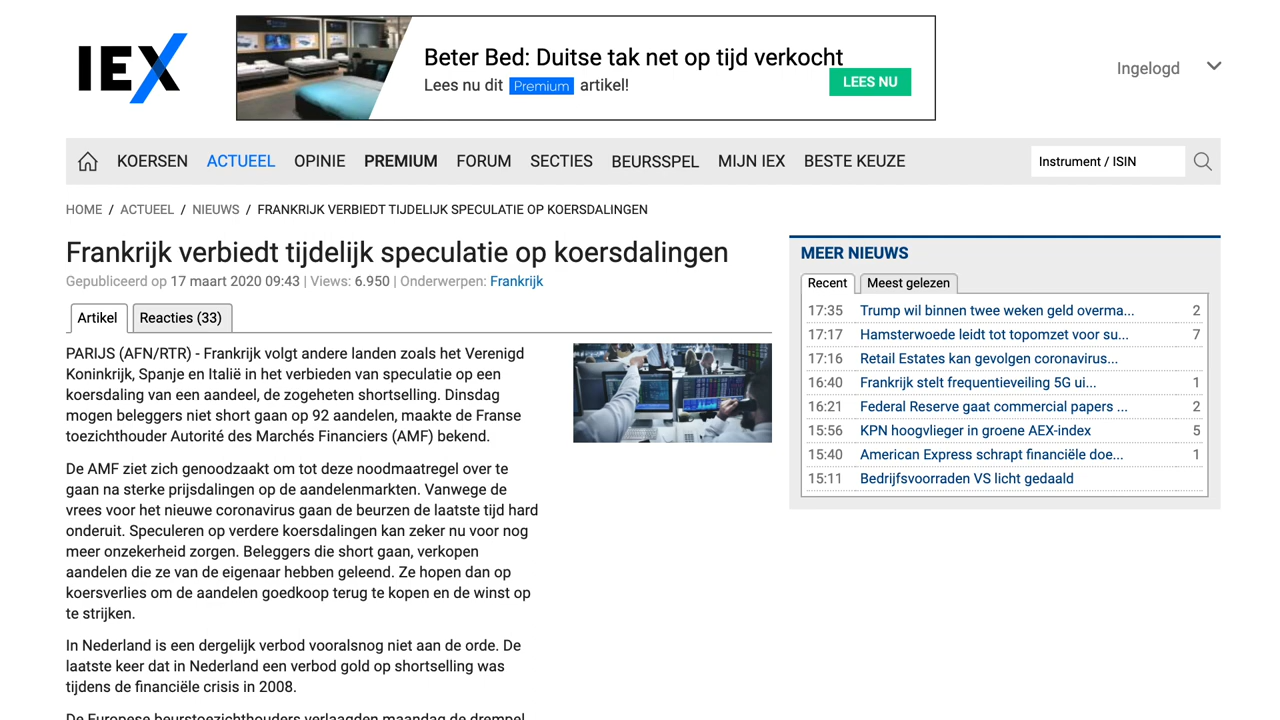 IEX
Beter Bed: Duitse tak net op tijd verkocht
Lees nu dit Premium artikel!
LEES NU
Ingelogd
KOERSEN ACTUEEL OPINIE PREMIUM FORUM SECTIES BEURSSPEL MIJN IEX BESTE KEUZE
Instrument / ISIN
HOME / ACTUEEL / NIEUWS / FRANKRIJK VERBIEDT TIJDELIJK SPECULATIE OP KOERSDALINGEN
Frankrijk verbiedt tijdelijk speculatie op koersdalingen
Gepubliceerd op 17 maart 2020 09:43 | Views: 6.950 | Onderwerpen: Frankrijk
Artikel Reacties (33)
PARIJS (AFN/RTR) - Frankrijk volgt andere landen zoals het Verenigd
Koninkrijk, Spanje en Italië in het verbieden van speculatie op een
koersdaling van een aandeel, de zogeheten shortselling. Dinsdag
mogen beleggers niet short gaan op 92 aandelen, maakte de Franse
toezichthouder Autorité des Marchés Financiers (AMF) bekend.
De AMF ziet zich genoodzaakt om tot deze noodmaatregel over te
gaan na sterke prijsdalingen op de aandelenmarkten. Vanwege de
vrees voor het nieuwe coronavirus gaan de beurzen de laatste tijd hard
onderuit. Speculeren op verdere koersdalingen kan zeker nu voor nog
meer onzekerheid zorgen. Beleggers die short gaan, verkopen
aandelen die ze van de eigenaar hebben geleend. Ze hopen dan op
koersverlies om de aandelen goedkoop terug te kopen en de winst op
te strijken.
In Nederland is een dergelijk verbod vooralsnog niet aan de orde. De
laatste keer dat in Nederland een verbod gold op shortselling was
tijdens de financiële crisis in 2008.
De Europese beurstoezichthouders verlaagden maandag de drempel
MEER NIEUWS
Recent Meest gelezen
17:35 Trump wil binnen twee weken geld overma... 2
17:17 Hamsterwoede leidt tot topomzet voor su... 7
17:16 Retail Estates kan gevolgen coronavirus...
16:40 Frankrijk stelt frequentieveiling 5G ui... 1
16:21 Federal Reserve gaat commercial papers ... 2
15:56 KPN hoogvlieger in groene AEX-index 5
15:40 American Express schrapt financiële doe... 1
15:11 Bedrijfsvoorraden VS licht gedaald